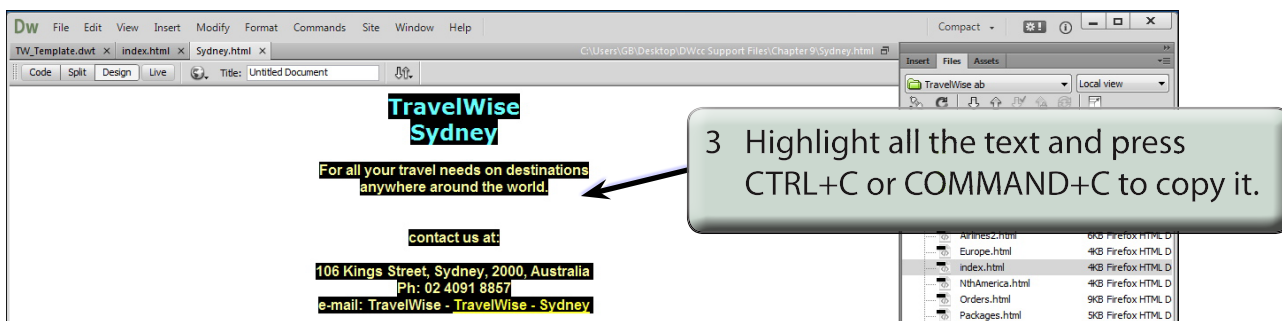 Dw File Edit View Insert Modify Format Commands Site Window Help Compact
TW_Template.dwt × index.html × Sydney.html × C:\Users\GB\Desktop\DWcc Support Files\Chapter 9\Sydney.html
Code Split Design Live Title: Untitled Document
Insert Files Assets
TravelWise ab Local view
TravelWise
Sydney
For all your travel needs on destinations
anywhere around the world.
contact us at:
106 Kings Street, Sydney, 2000, Australia
Ph: 02 4091 8857
e-mail: TravelWise - TravelWise - Sydney
3 Highlight all the text and press
CTRL+C or COMMAND+C to copy it.
Airlines2.html 6KB Firefox HTML D
Europe.html 4KB Firefox HTML D
index.html 4KB Firefox HTML D
NthAmerica.html 4KB Firefox HTML D
Orders.html 9KB Firefox HTML D
Packages.html 5KB Firefox HTML D